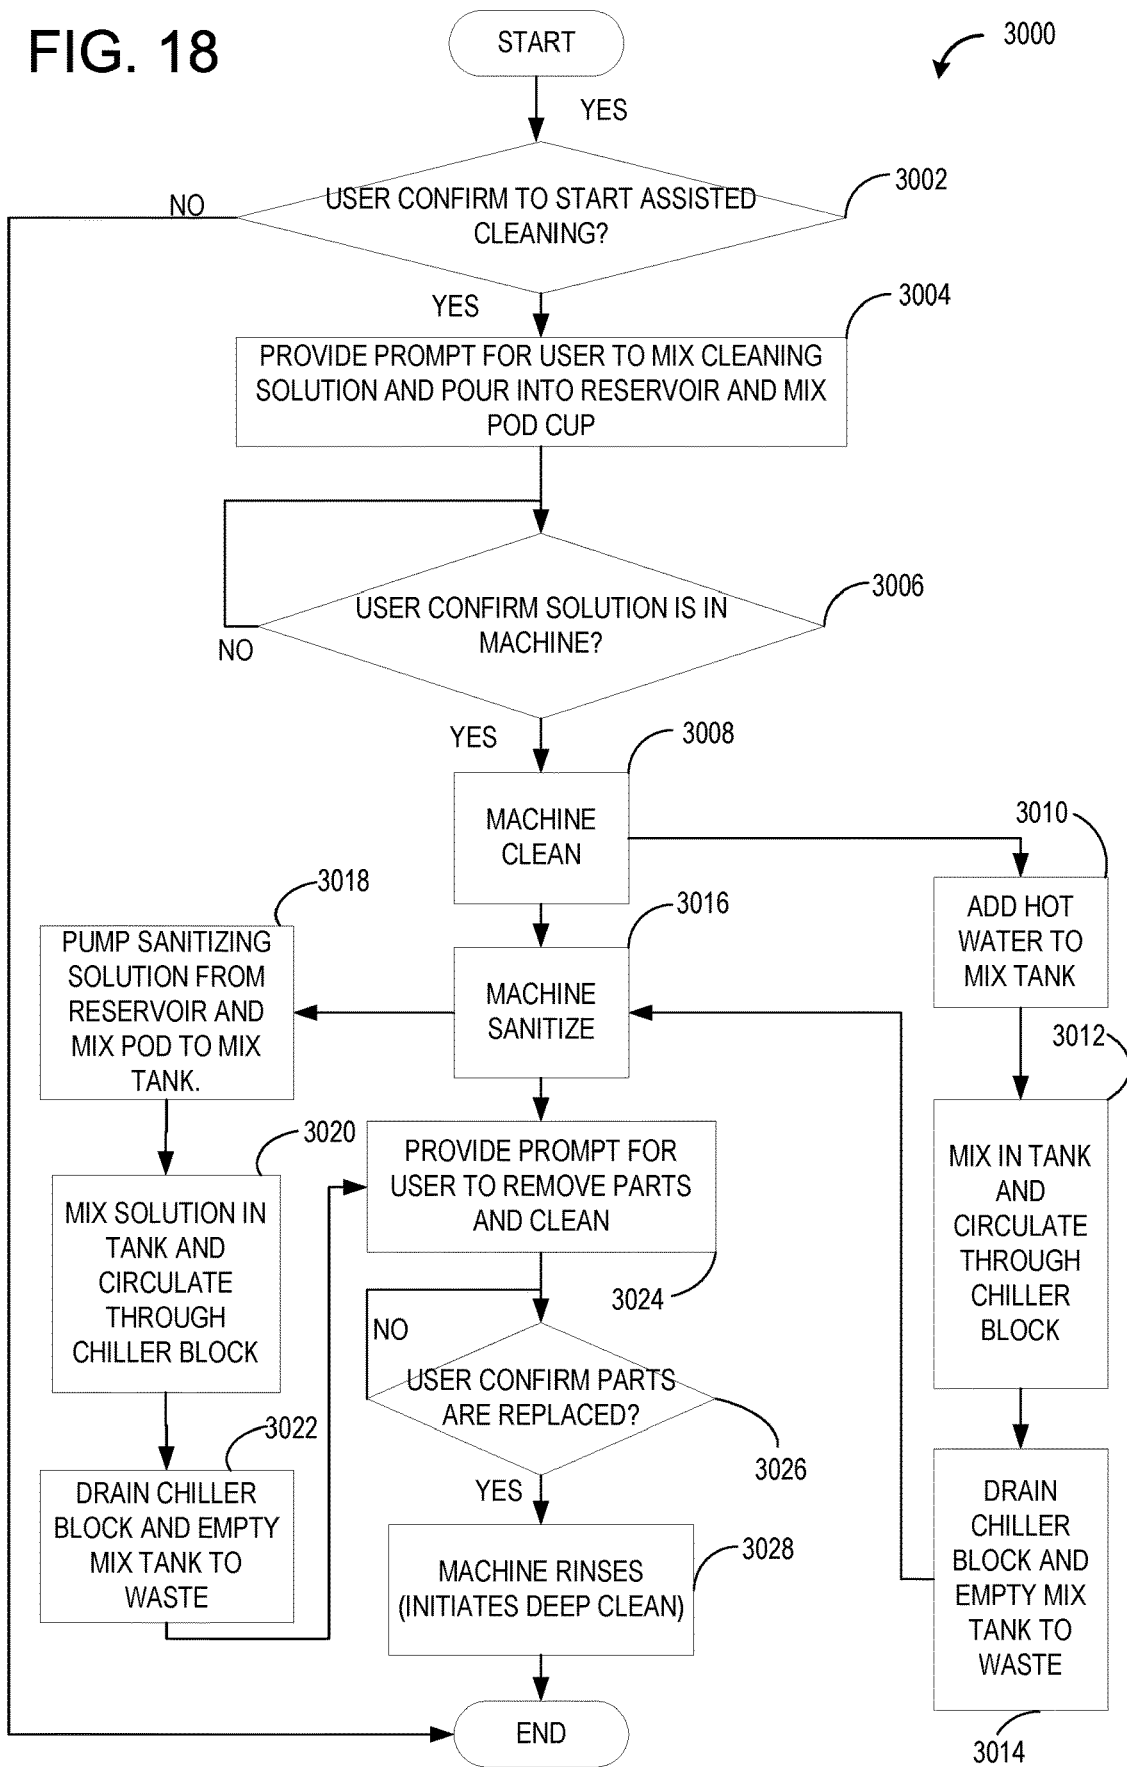 FIG. 18
START
3000
YES
USER CONFIRM TO START ASSISTED
CLEANING?
3002
NO
YES
3004
PROVIDE PROMPT FOR USER TO MIX CLEANING
SOLUTION AND POUR INTO RESERVOIR AND MIX
POD CUP
USER CONFIRM SOLUTION IS IN
MACHINE?
3006
NO
YES
3008
MACHINE
CLEAN
3010
ADD HOT
WATER TO
MIX TANK
3012
MIX IN TANK
AND
CIRCULATE
THROUGH
CHILLER
BLOCK
DRAIN
CHILLER
BLOCK AND
EMPTY MIX
TANK TO
WASTE
3014
3016
MACHINE
SANITIZE
3018
PUMP SANITIZING
SOLUTION FROM
RESERVOIR AND
MIX POD TO MIX
TANK.
3020
MIX SOLUTION IN
TANK AND
CIRCULATE
THROUGH
CHILLER BLOCK
3022
DRAIN CHILLER
BLOCK AND EMPTY
MIX TANK TO
WASTE
PROVIDE PROMPT FOR
USER TO REMOVE PARTS
AND CLEAN
3024
NO
USER CONFIRM PARTS
ARE REPLACED?
3026
YES
MACHINE RINSES
(INITIATES DEEP CLEAN)
3028
END